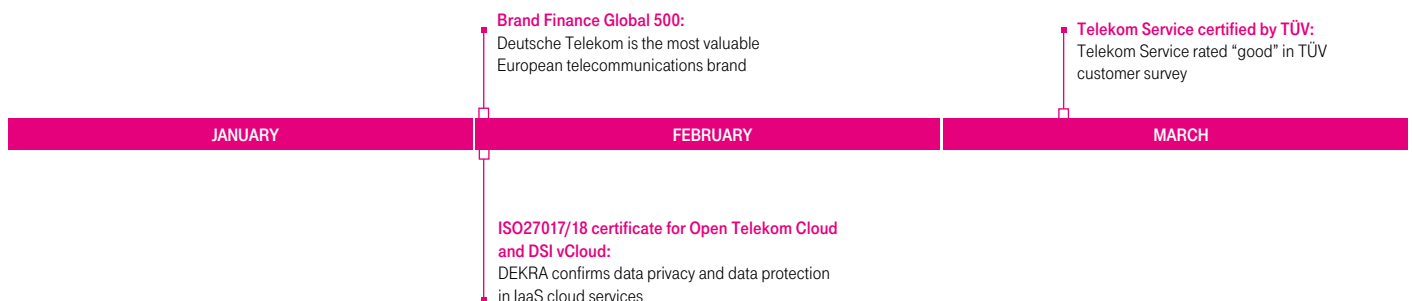 Brand Finance Global 500:
Deutsche Telekom is the most valuable
European telecommunications brand
Telekom Service certified by TÜV:
Telekom Service rated “good” in TÜV
customer survey
JANUARY
FEBRUARY
MARCH
ISO27017/18 certificate for Open Telekom Cloud
and DSI vCloud:
DEKRA confirms data privacy and data protection
in IaaS cloud services